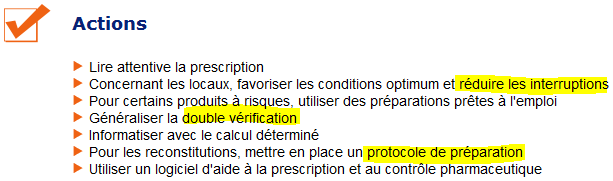 Actions
Lire attentive la prescription
Concernant les locaux, favoriser les conditions optimum et réduire les interruptions
Pour certains produits à risques, utiliser des préparations prêtes à l'emploi
Généraliser la double vérification
Informatiser avec le calcul déterminé
Pour les reconstitutions, mettre en place un protocole de préparation
Utiliser un logiciel d'aide à la prescription et au contrôle pharmaceutique